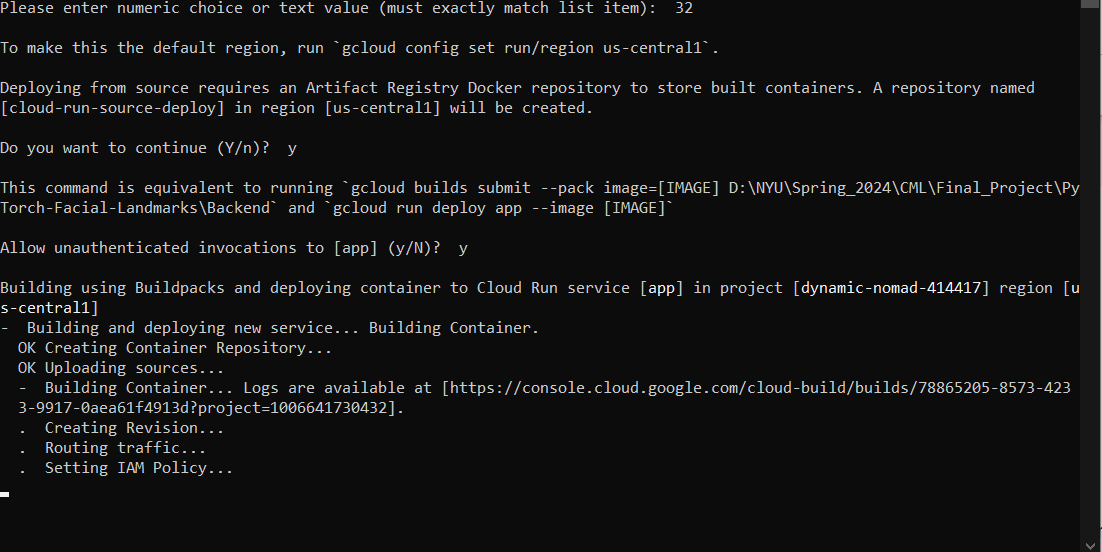 Please enter numeric choice or text value (must exactly match list item):  32
To make this the default region, run `gcloud config set run/region us-central1`.
Deploying from source requires an Artifact Registry Docker repository to store built containers. A repository named
[cloud-run-source-deploy] in region [us-central1] will be created.
Do you want to continue (Y/n)?  y
This command is equivalent to running `gcloud builds submit --pack image=[IMAGE] D:\NYU\Spring_2024\CML\Final_Project\Py
Torch-Facial-Landmarks\Backend` and `gcloud run deploy app --image [IMAGE]`
Allow unauthenticated invocations to [app] (y/N)?  y
Building using Buildpacks and deploying container to Cloud Run service [app] in project [dynamic-nomad-414417] region [u
s-central1]
-  Building and deploying new service... Building Container.
  OK Creating Container Repository...
  OK Uploading sources...
  -  Building Container... Logs are available at [https://console.cloud.google.com/cloud-build/builds/78865205-8573-423
  3-9917-0aea61f4913d?project=1006641730432].
  .  Creating Revision...
  .  Routing traffic...
  .  Setting IAM Policy...